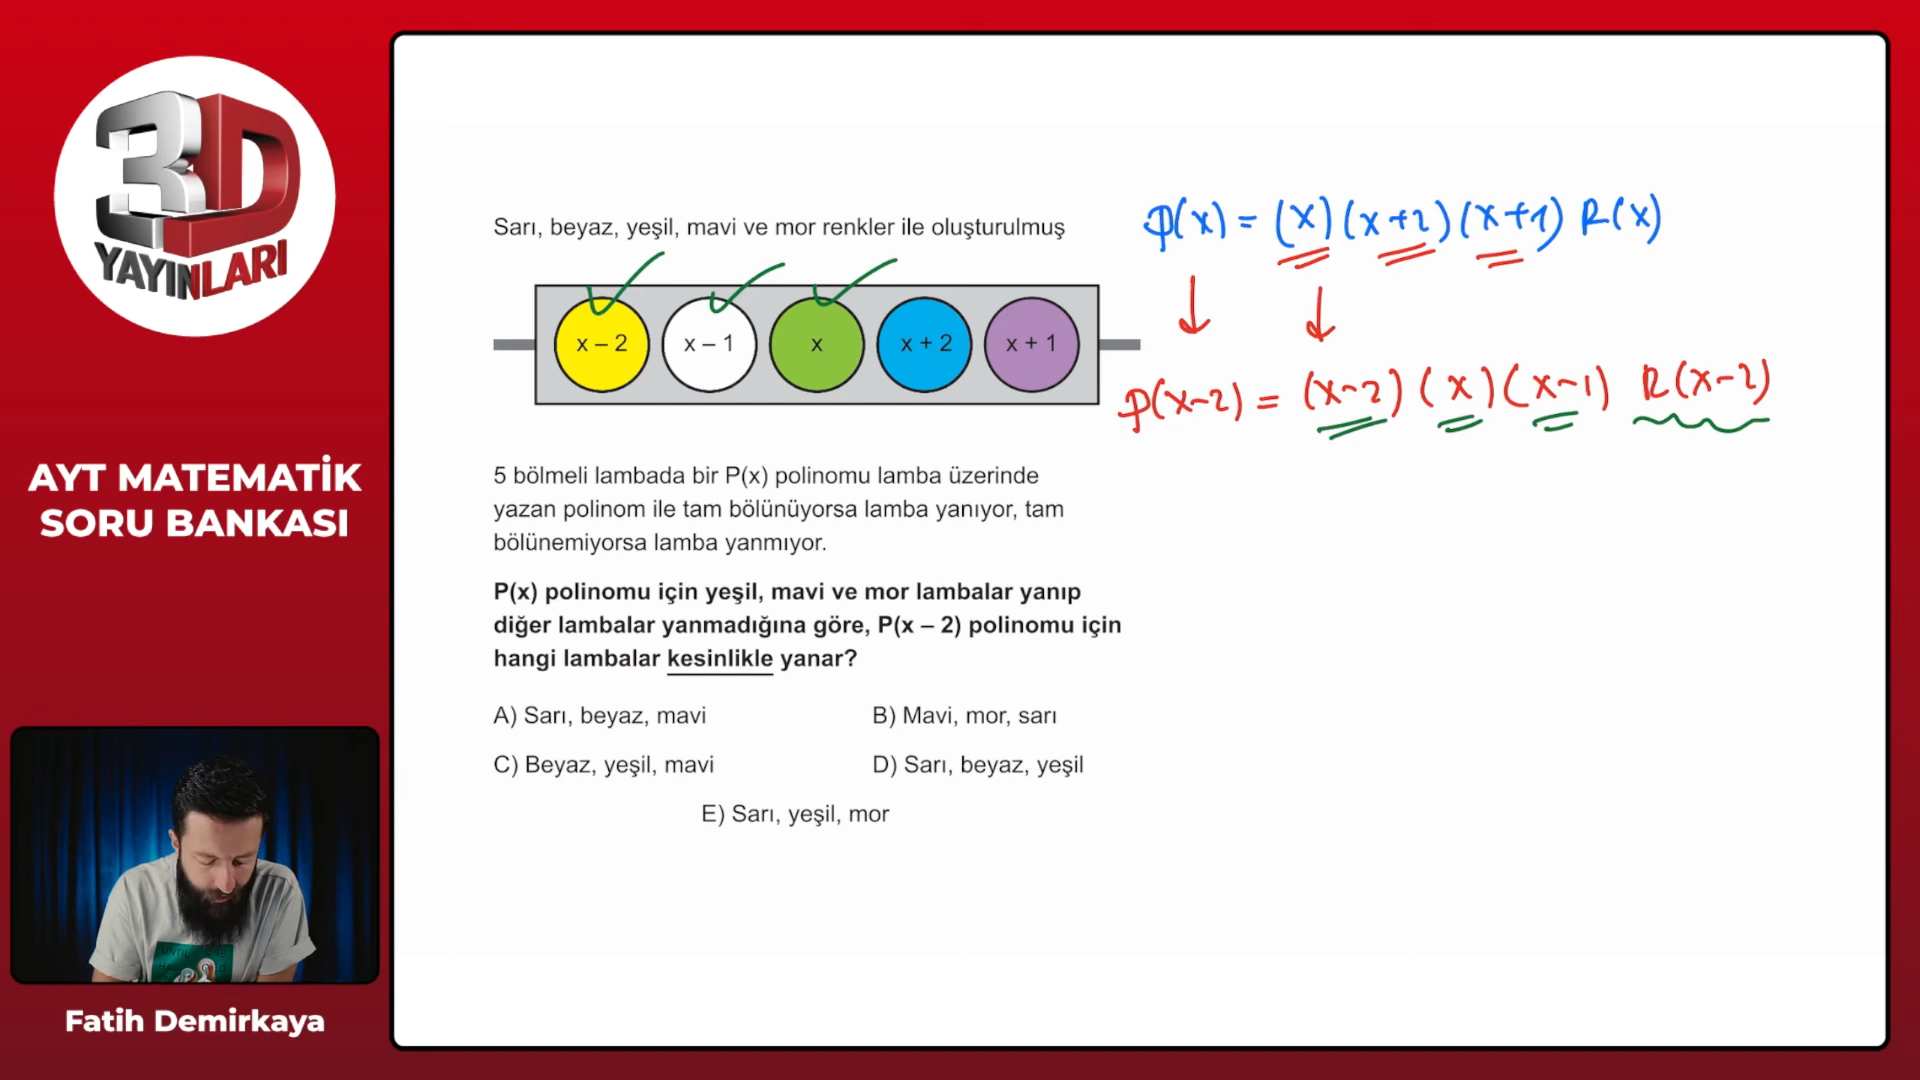 3D
YAYINLARI
AYT MATEMATİK
SORU BANKASI
Fatih Demirkaya
Sarı, beyaz, yeşil, mavi ve mor renkler ile oluşturulmuş
x – 2
x – 1
x
x + 2
x + 1
5 bölmeli lambada bir P(x) polinomu lamba üzerinde
yazan polinom ile tam bölünüyorsa lamba yanıyor, tam
bölünemiyorsa lamba yanmıyor.
P(x) polinomu için yeşil, mavi ve mor lambalar yanıp
diğer lambalar yanmadığına göre, P(x – 2) polinomu için
hangi lambalar kesinlikle yanar?
A) Sarı, beyaz, mavi
B) Mavi, mor, sarı
C) Beyaz, yeşil, mavi
D) Sarı, beyaz, yeşil
E) Sarı, yeşil, mor
P(x) = (x) (x+2) (x+1) R(x)
P(x-2) = (x-2) (x) (x-1) R(x-2)